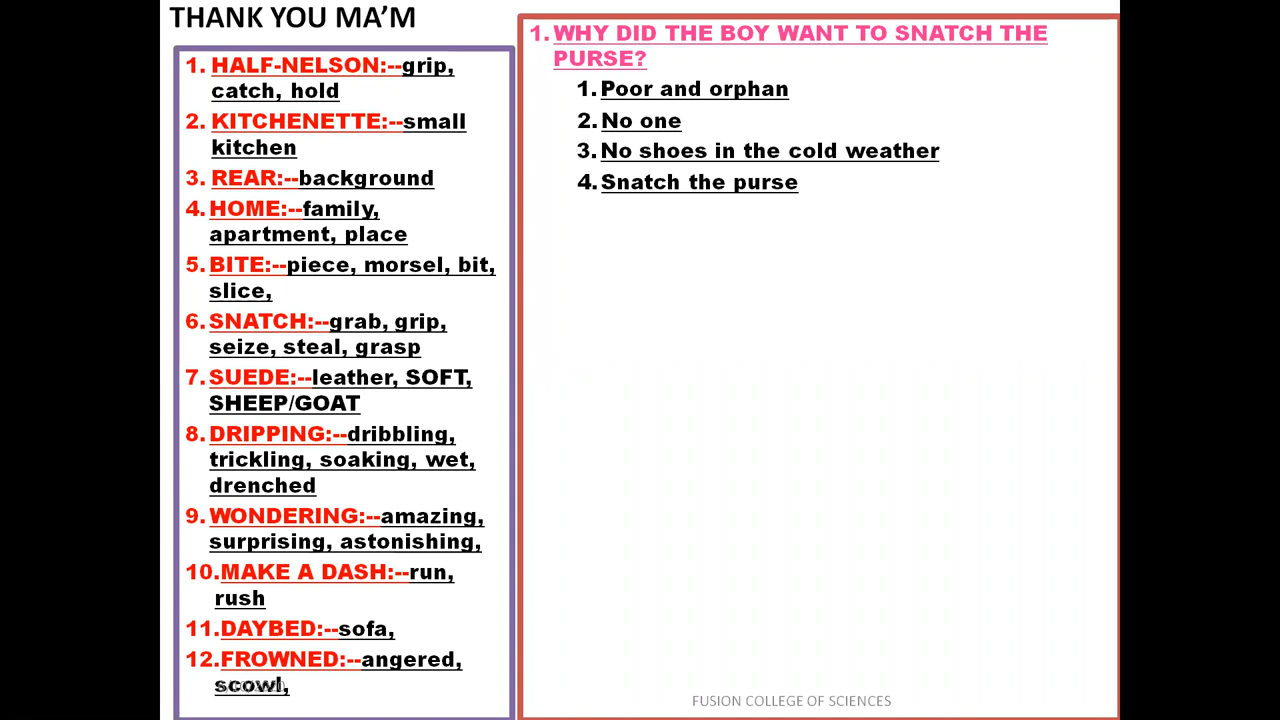 THANK YOU MA’M
1. HALF-NELSON:--grip,
catch, hold
2. KITCHENETTE:--small
kitchen
3. REAR:--background
4. HOME:--family,
apartment, place
5. BITE:--piece, morsel, bit,
slice,
6. SNATCH:--grab, grip,
seize, steal, grasp
7. SUEDE:--leather, SOFT,
SHEEP/GOAT
8. DRIPPING:--dribbling,
trickling, soaking, wet,
drenched
9. WONDERING:--amazing,
surprising, astonishing,
10. MAKE A DASH:--run,
rush
11. DAYBED:--sofa,
12. FROWNED:--angered,
scowl,
1. WHY DID THE BOY WANT TO SNATCH THE
PURSE?
1. Poor and orphan
2. No one
3. No shoes in the cold weather
4. Snatch the purse
FUSION COLLEGE OF SCIENCES